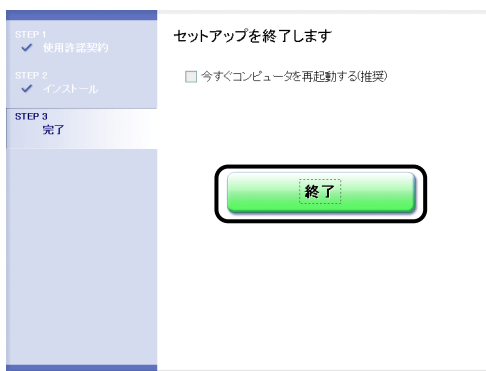 STEP 1
使用許諾契約
STEP 2
インストール
STEP 3
完了
セットアップを終了します
今すぐコンピュータを再起動する(推奨)
終了